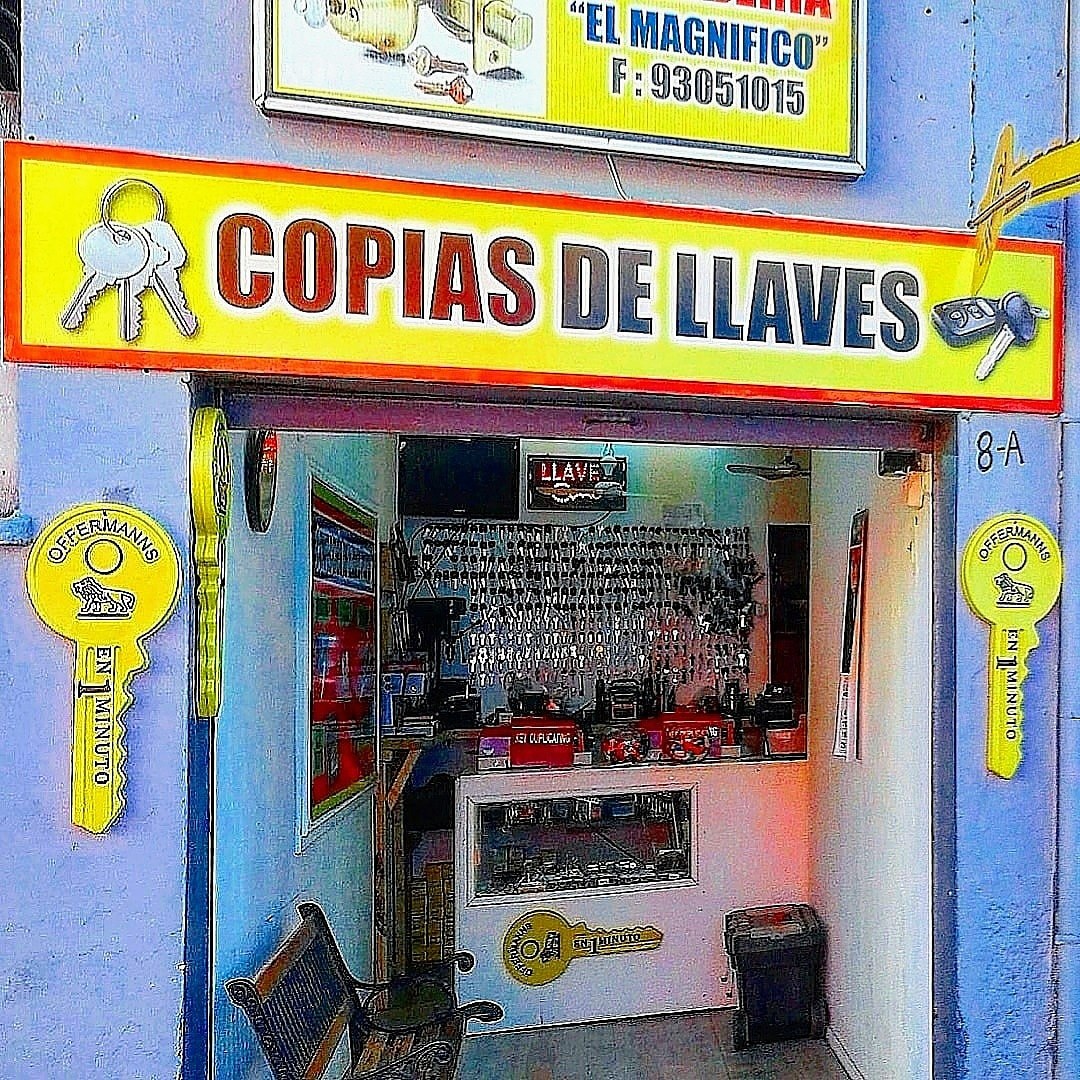 "EL MAGNIFICO"
F: 93051015
COPIAS DE LLAVES
8-A
OFFERMANNS
EN 1 MINUTO
OFFERMANNS
EN 1 MINUTO
LLAVE
KEY DUPLICATING
OFFERMANNS
EN 1 MINUTO